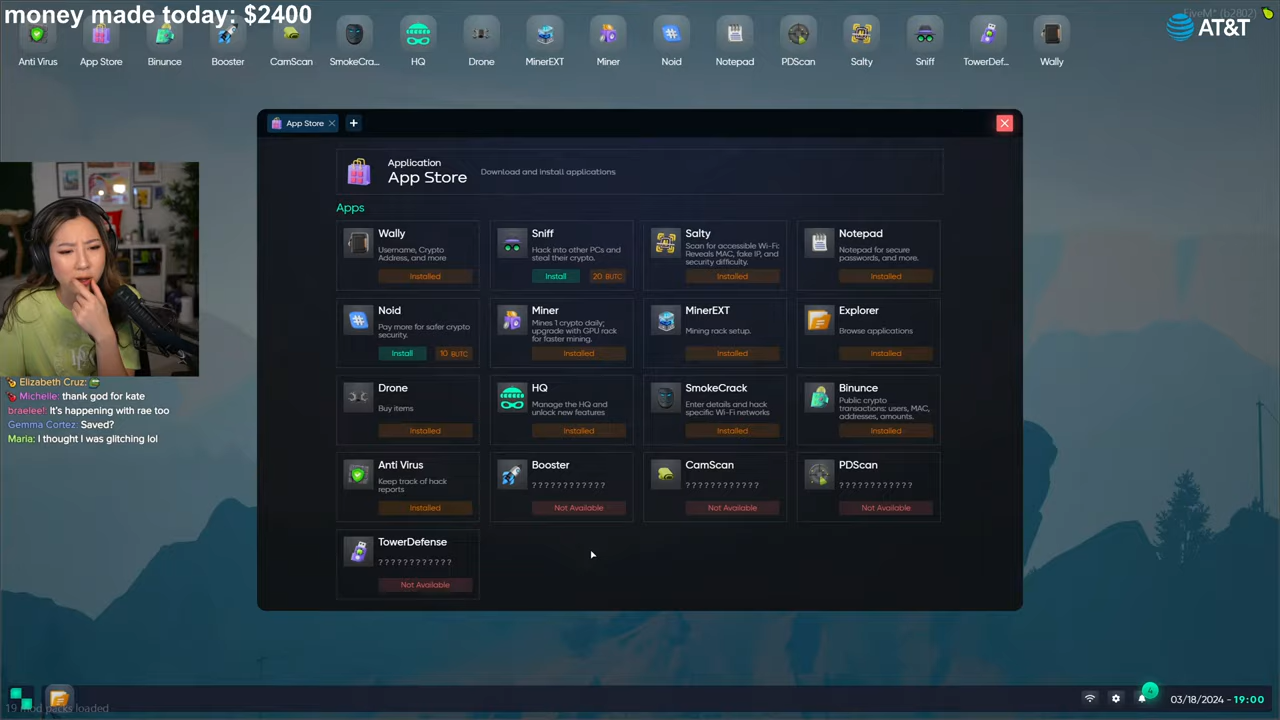 money made today: $2400
FiveM® (b2802)
AT&T
Anti Virus
App Store
Binunce
Booster
CamScan
SmokeCra...
HQ
Drone
MinerEXT
Miner
Noid
Notepad
PDScan
Salty
Sniff
TowerDef...
Wally
App Store
Application
App Store
Download and install applications
Apps
Wally
Username, Crypto
Address, and more
Installed
Sniff
Hack into other PCs and
steal their crypto.
Install
20 BUTC
Salty
Scan for accessible Wi-Fi:
Reveals MAC, fake IP, and
security difficulty.
Installed
Notepad
Notepad for secure
passwords, and more.
Installed
Noid
Pay more for safer crypto
security.
Install
10 BUTC
Miner
Mines 1 crypto daily;
upgrade with GPU rack
for faster mining.
Installed
MinerEXT
Mining rack setup.
Installed
Explorer
Browse applications
Installed
Drone
Buy items
Installed
HQ
Manage the HQ and
unlock new features
Installed
SmokeCrack
Enter details and hack
specific Wi-Fi networks
Installed
Binunce
Public crypto
transactions: users, MAC,
addresses, amounts.
Installed
Anti Virus
Keep track of hack
reports
Installed
Booster
????????????
Not Available
CamScan
????????????
Not Available
PDScan
????????????
Not Available
TowerDefense
????????????
Not Available
Elizabeth Cruz:
Michelle: thank god for kate
braelee!: It's happening with rae too
Gemma Cortez: Saved?
Maria: I thought I was glitching lol
19 mod packs loaded
4
03/18/2024 - 19:00